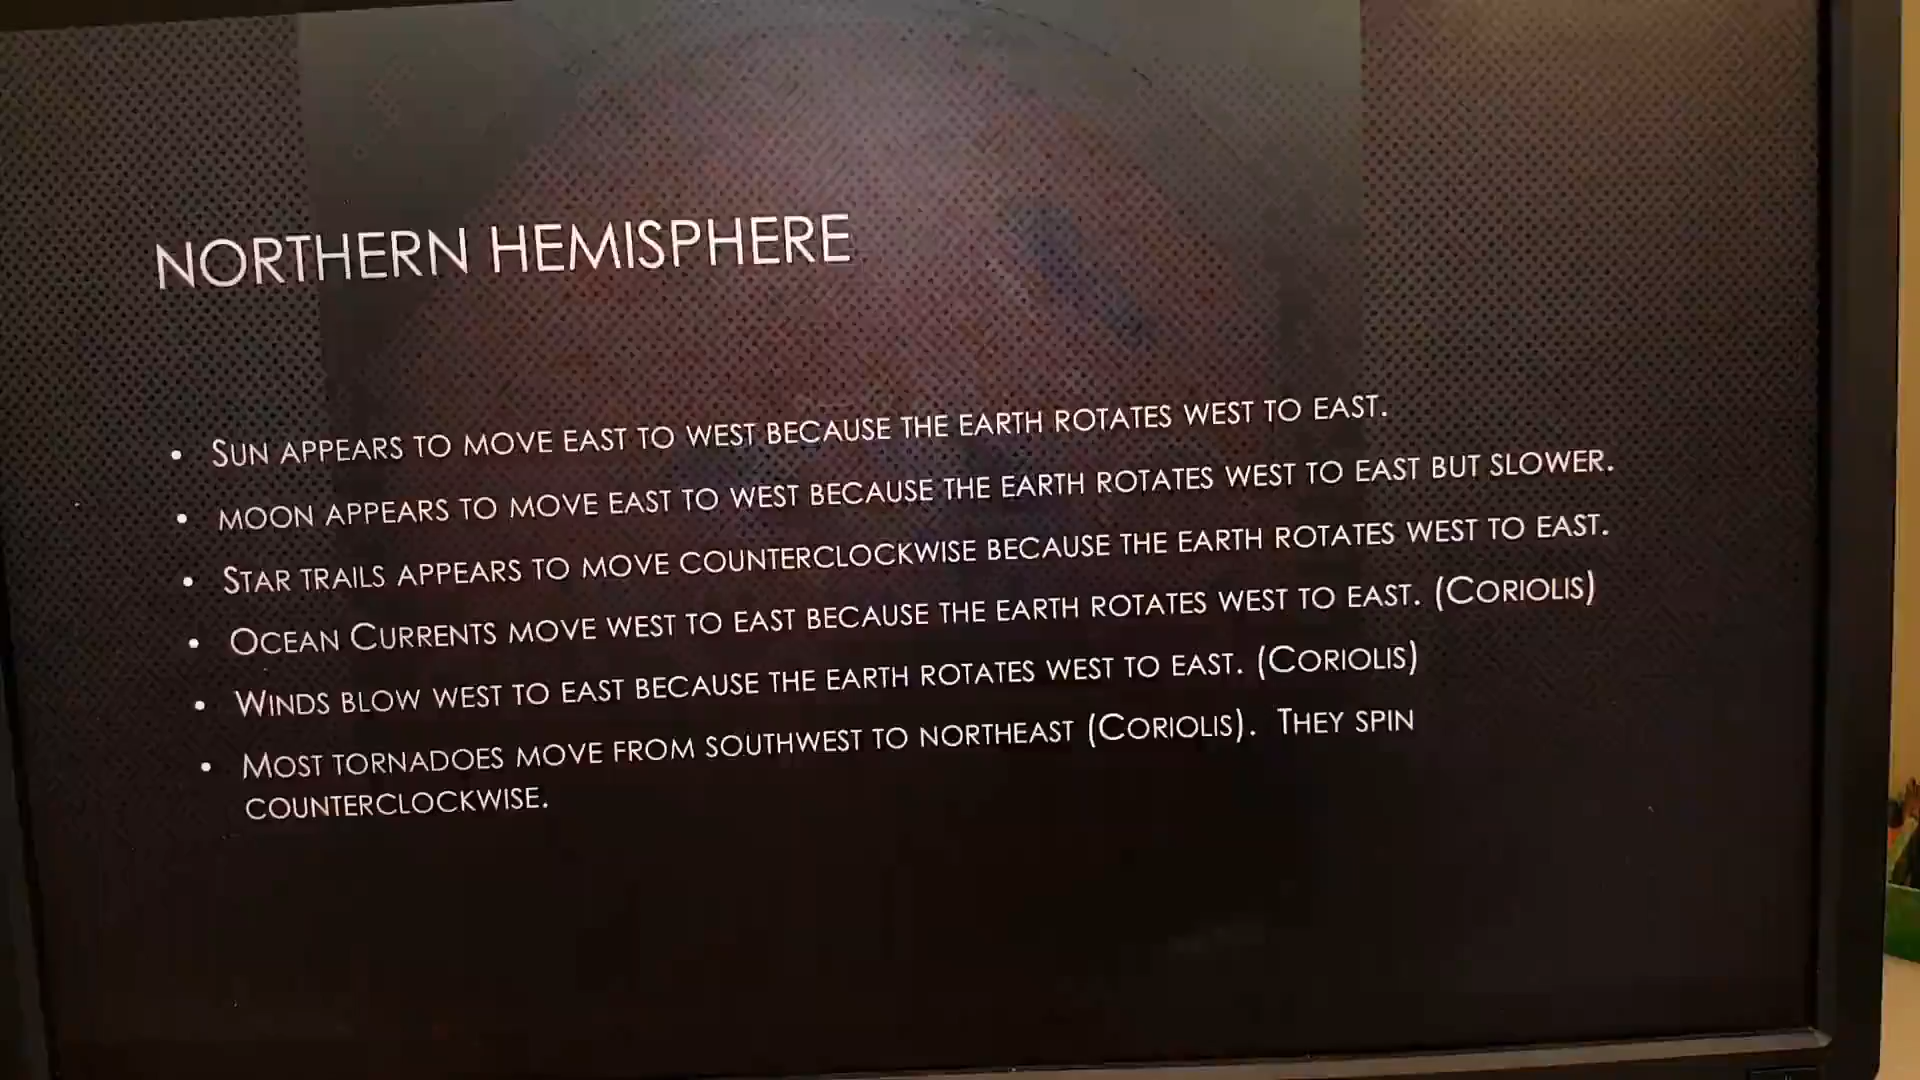 NORTHERN HEMISPHERE
• SUN APPEARS TO MOVE EAST TO WEST BECAUSE THE EARTH ROTATES WEST TO EAST.
• MOON APPEARS TO MOVE EAST TO WEST BECAUSE THE EARTH ROTATES WEST TO EAST BUT SLOWER.
• STAR TRAILS APPEARS TO MOVE COUNTERCLOCKWISE BECAUSE THE EARTH ROTATES WEST TO EAST.
• OCEAN CURRENTS MOVE WEST TO EAST BECAUSE THE EARTH ROTATES WEST TO EAST. (CORIOLIS)
• WINDS BLOW WEST TO EAST BECAUSE THE EARTH ROTATES WEST TO EAST. (CORIOLIS)
• MOST TORNADOES MOVE FROM SOUTHWEST TO NORTHEAST (CORIOLIS). THEY SPIN
COUNTERCLOCKWISE.